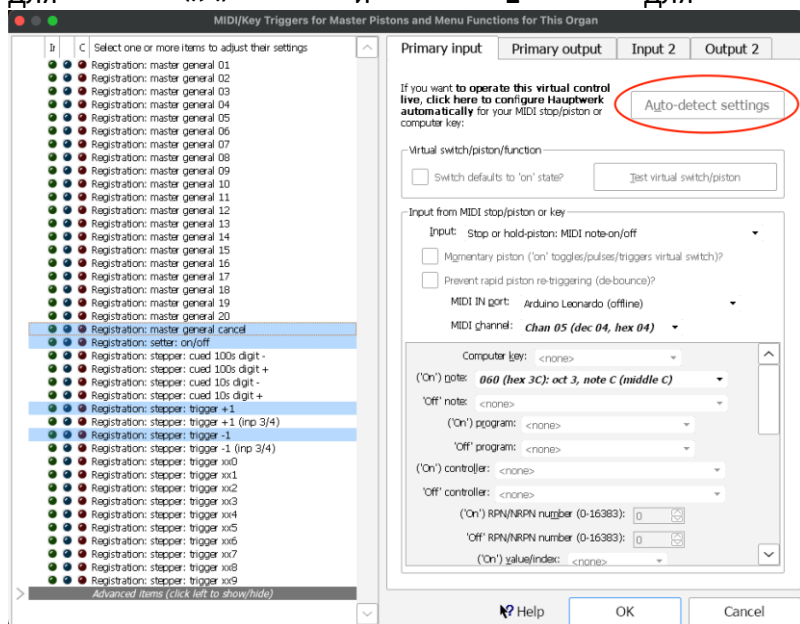 для и для
MIDI/Key Triggers for Master Pistons and Menu Functions for This Organ
Ir C Select one or more items to adjust their settings
Registration: master general 01
Registration: master general 02
Registration: master general 03
Registration: master general 04
Registration: master general 05
Registration: master general 06
Registration: master general 07
Registration: master general 08
Registration: master general 09
Registration: master general 10
Registration: master general 11
Registration: master general 12
Registration: master general 13
Registration: master general 14
Registration: master general 15
Registration: master general 16
Registration: master general 17
Registration: master general 18
Registration: master general 19
Registration: master general 20
Registration: master general cancel
Registration: setter: on/off
Registration: stepper: cued 100s digit -
Registration: stepper: cued 100s digit +
Registration: stepper: cued 10s digit -
Registration: stepper: cued 10s digit +
Registration: stepper: trigger +1
Registration: stepper: trigger +1 (inp 3/4)
Registration: stepper: trigger -1
Registration: stepper: trigger -1 (inp 3/4)
Registration: stepper: trigger xx0
Registration: stepper: trigger xx1
Registration: stepper: trigger xx2
Registration: stepper: trigger xx3
Registration: stepper: trigger xx4
Registration: stepper: trigger xx5
Registration: stepper: trigger xx6
Registration: stepper: trigger xx7
Registration: stepper: trigger xx8
Registration: stepper: trigger xx9
Advanced items (click left to show/hide)
Primary input Primary output Input 2 Output 2
If you want to operate this virtual control
live, click here to configure Hauptwerk
automatically for your MIDI stop/piston or
computer key:
Auto-detect settings
Virtual switch/piston/function
Switch defaults to 'on' state? Test virtual switch/piston
Input from MIDI stop/piston or key
Input: Stop or hold-piston: MIDI note-on/off
Momentary piston ('on' toggles/pulses/triggers virtual switch)?
Prevent rapid piston re-triggering (de-bounce)?
MIDI IN port: Arduino Leonardo (offline)
MIDI channel: Chan 05 (dec 04, hex 04)
Computer key: <none>
('On') note: 060 (hex 3C): oct 3, note C (middle C)
'Off' note: <none>
('On') program: <none>
'Off' program: <none>
('On') controller: <none>
'Off' controller: <none>
('On') RPN/NRPN number (0-16383): 0
'Off' RPN/NRPN number (0-16383): 0
('On') value/index: <none>
Help OK Cancel